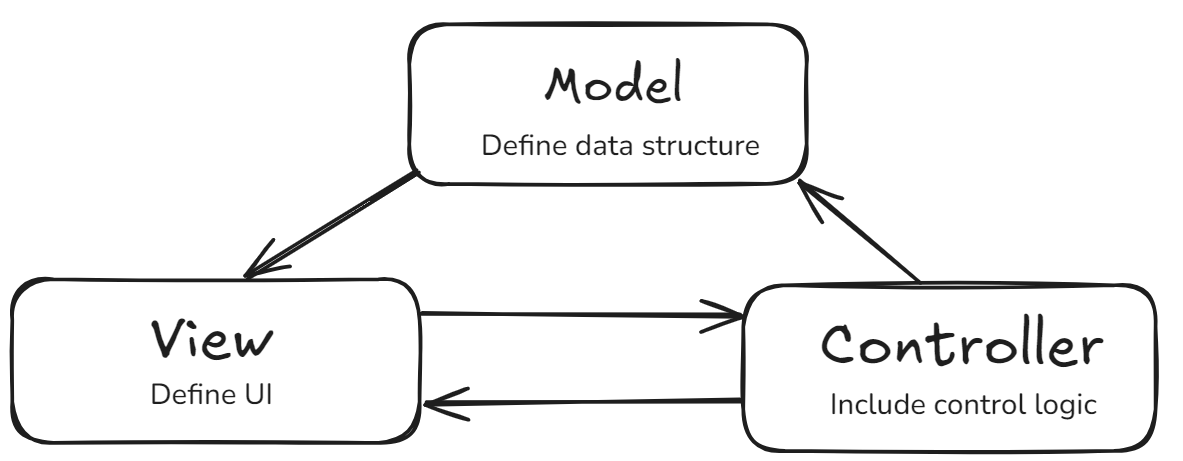 Model
Define data structure
View
Define UI
Controller
Include control logic